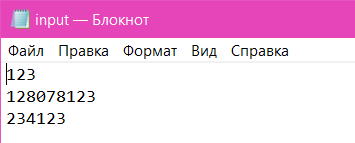 input — Блокнот
Файл Правка Формат Вид Справка
123
128078123
234123